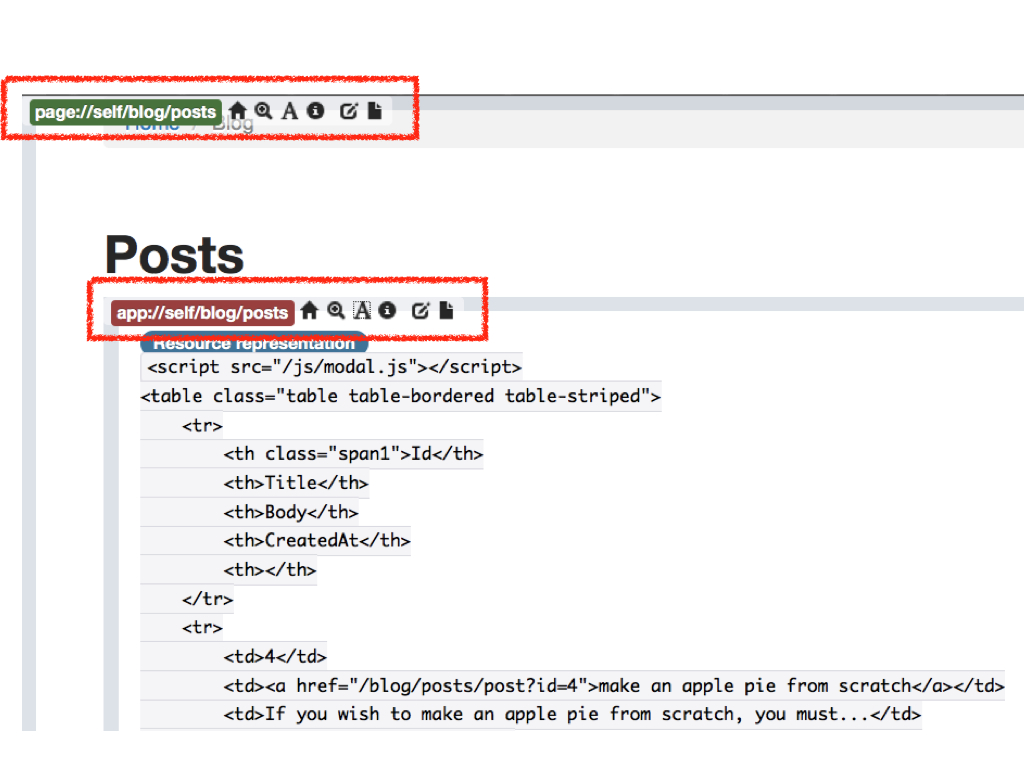 page://self/blog/posts
Home / Blog
Posts
app://self/blog/posts
Resource representation
<script src="/js/modal.js"></script>
<table class="table table-bordered table-striped">
<tr>
<th class="span1">Id</th>
<th>Title</th>
<th>Body</th>
<th>CreatedAt</th>
<th></th>
</tr>
<tr>
<td>4</td>
<td><a href="/blog/posts/post?id=4">make an apple pie from scratch</a></td>
<td>If you wish to make an apple pie from scratch, you must...</td>